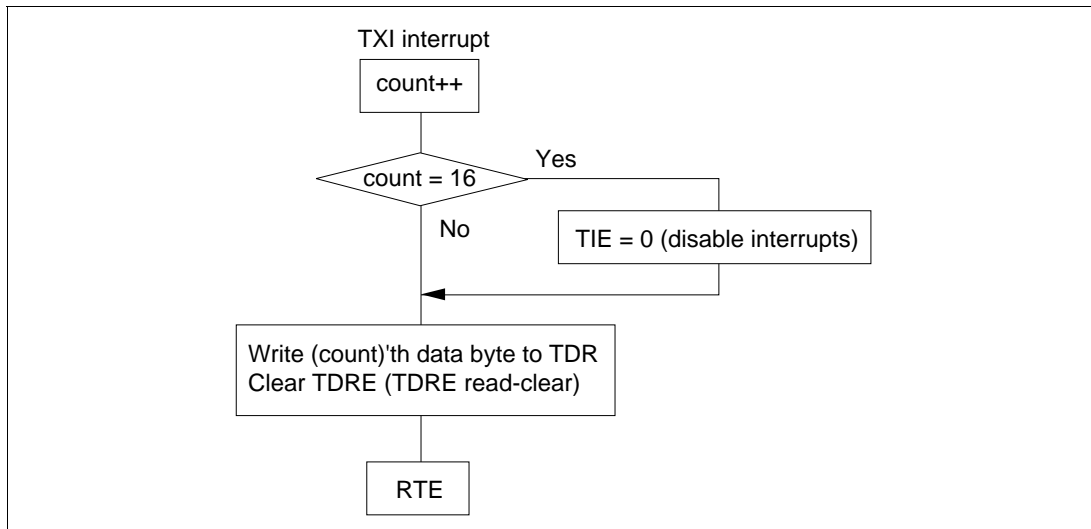 TXI interrupt
count++
count = 16
Yes
No
TIE = 0 (disable interrupts)
Write (count)'th data byte to TDR
Clear TDRE (TDRE read-clear)
RTE